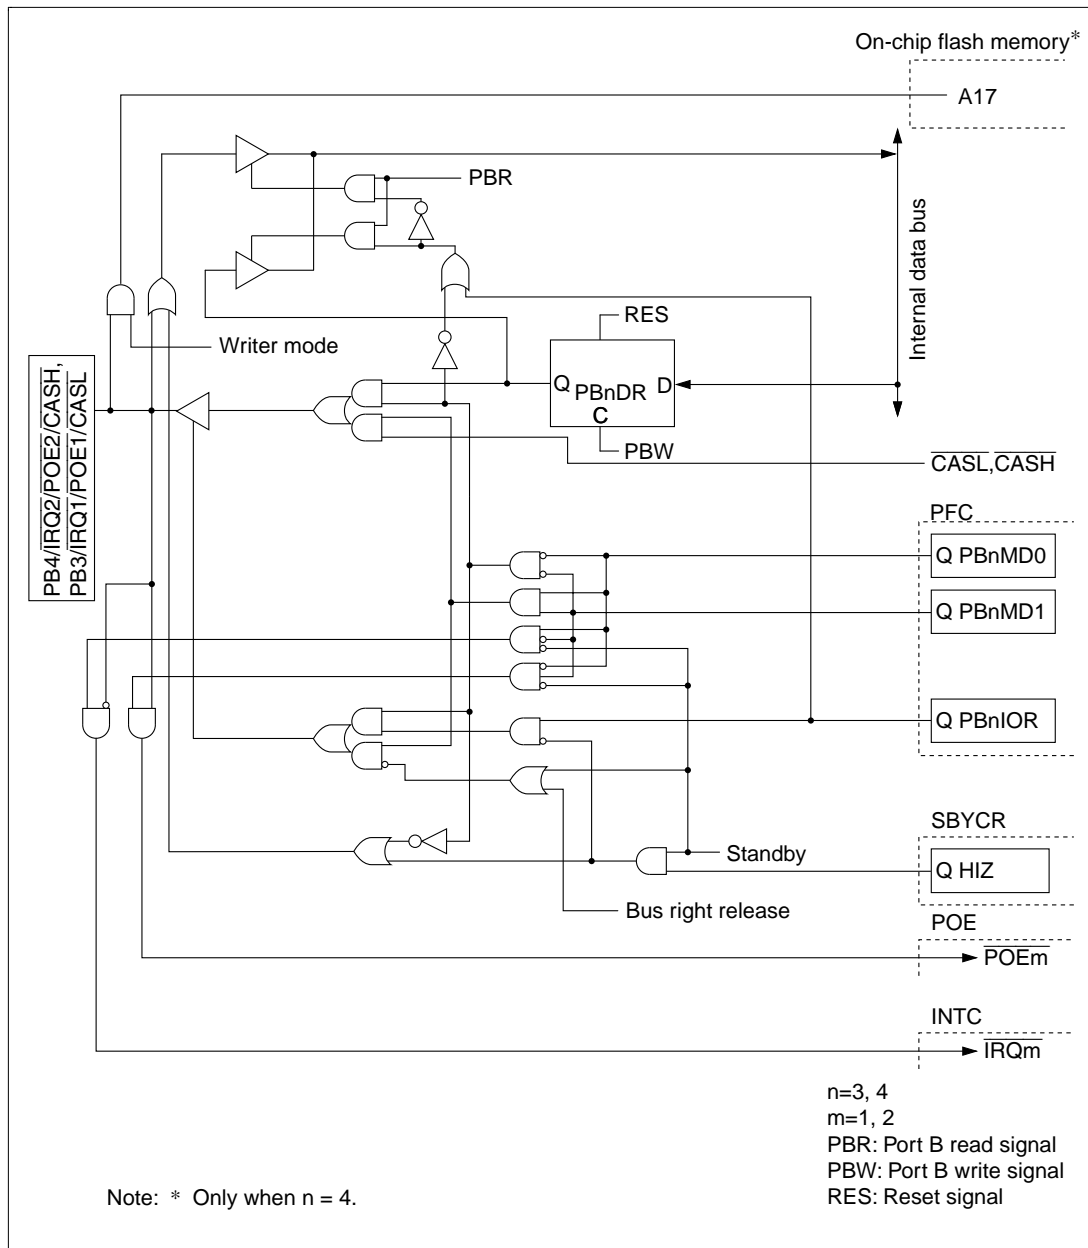 On-chip flash memory*
A17
PBR
Internal data bus
RES
Writer mode
Q PBnDR D
C
PBW
PB4/IRQ2/POE2/CASH,
PB3/IRQ1/POE1/CASL
CASL,CASH
PFC
Q PBnMD0
Q PBnMD1
Q PBnIOR
SBYCR
Standby
Q HIZ
Bus right release
POE
POEm
INTC
IRQm
n=3, 4
m=1, 2
PBR: Port B read signal
PBW: Port B write signal
RES: Reset signal
Note: * Only when n = 4.